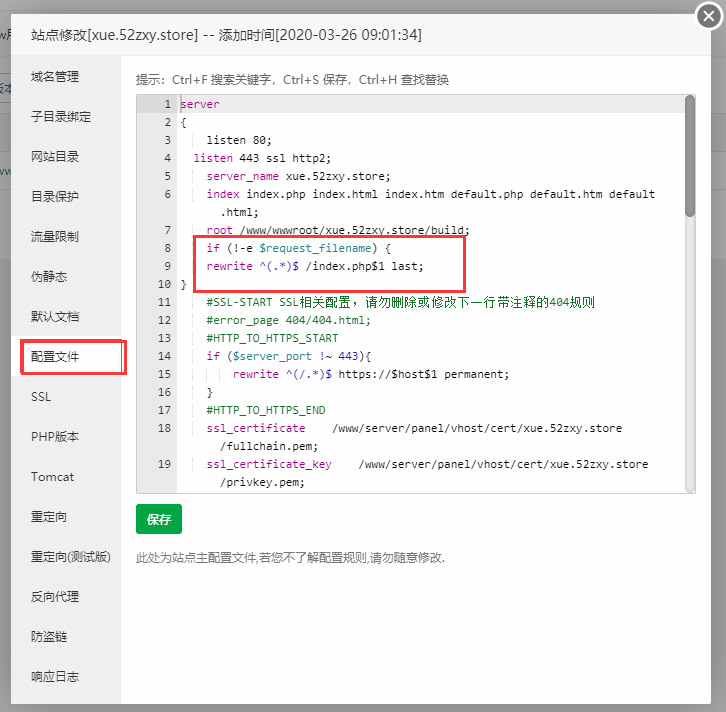 站点修改[xue.52zxy.store] -- 添加时间[2020-03-26 09:01:34]
域名管理
子目录绑定
网站目录
目录保护
流量限制
伪静态
默认文档
配置文件
SSL
PHP版本
Tomcat
重定向
重定向(测试版)
反向代理
防盗链
响应日志
提示：Ctrl+F 搜索关键字，Ctrl+S 保存，Ctrl+H 查找替换
1 server
2 {
3 listen 80;
4 listen 443 ssl http2;
5 server_name xue.52zxy.store;
6 index index.php index.html index.htm default.php default.htm default
.html;
7 root /www/wwwroot/xue.52zxy.store/build;
8 if (!-e $request_filename) {
9 rewrite ^(.*)$ /index.php$1 last;
10 }
11 #SSL-START SSL相关配置，请勿删除或修改下一行带注释的404规则
12 #error_page 404/404.html;
13 #HTTP_TO_HTTPS_START
14 if ($server_port !~ 443){
15 rewrite ^(/.*)$ https://$host$1 permanent;
16 }
17 #HTTP_TO_HTTPS_END
18 ssl_certificate /www/server/panel/vhost/cert/xue.52zxy.store
/fullchain.pem;
19 ssl_certificate_key /www/server/panel/vhost/cert/xue.52zxy.store
/privkey.pem;
保存
此处为站点主配置文件,若您不了解配置规则,请勿随意修改.